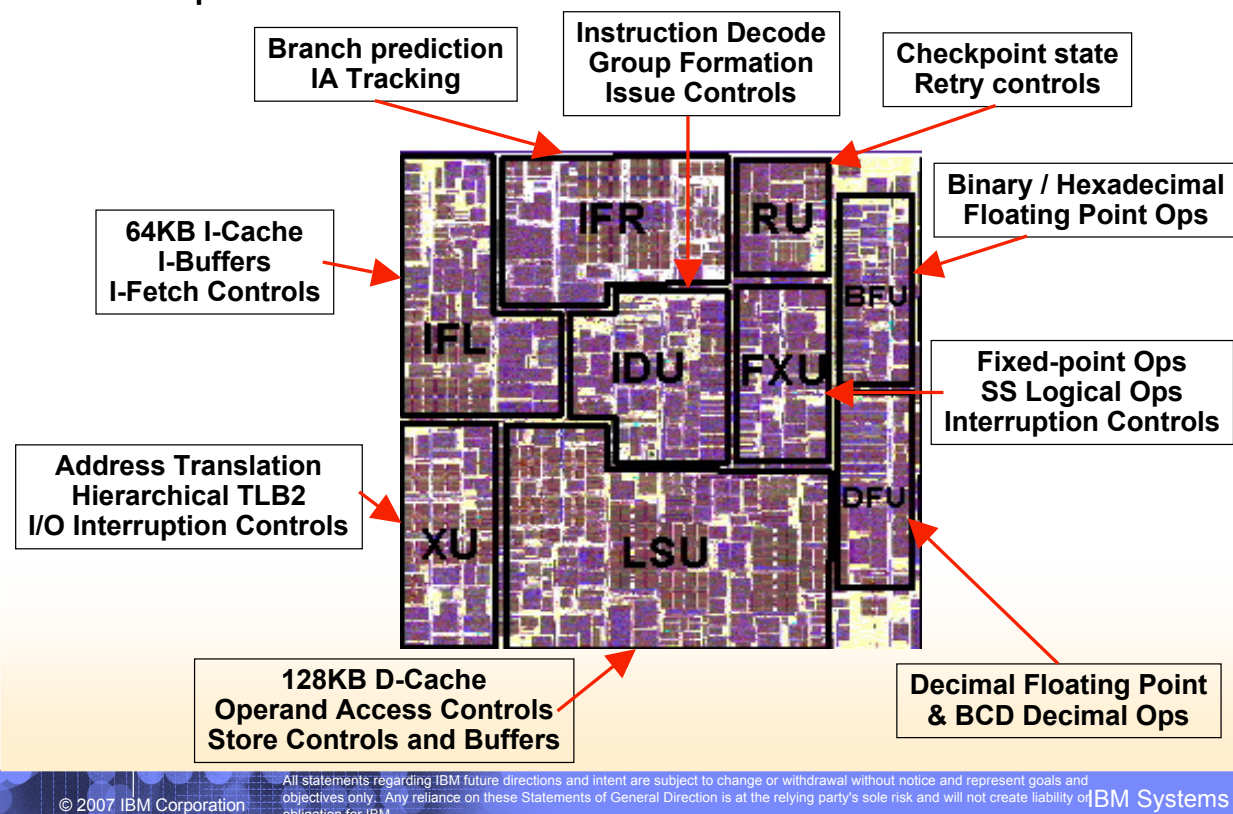 Branch prediction
IA Tracking
Instruction Decode
Group Formation
Issue Controls
Checkpoint state
Retry controls
64KB I-Cache
I-Buffers
I-Fetch Controls
Binary / Hexadecimal
Floating Point Ops
IFR
RU
BFU
IFL
IDU
FXU
Fixed-point Ops
SS Logical Ops
Interruption Controls
Address Translation
Hierarchical TLB2
I/O Interruption Controls
XU
LSU
DFU
128KB D-Cache
Operand Access Controls
Store Controls and Buffers
Decimal Floating Point
& BCD Decimal Ops
© 2007 IBM Corporation
All statements regarding IBM future directions and intent are subject to change or withdrawal without notice and represent goals and
objectives only. Any reliance on these Statements of General Direction is at the relying party's sole risk and will not create liability or
obligation for IBM
IBM Systems